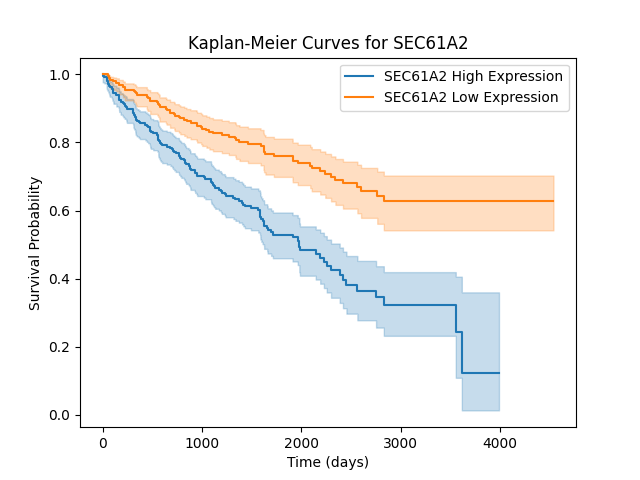 Kaplan-Meier Curves for SEC61A2
SEC61A2 High Expression
SEC61A2 Low Expression
Survival Probability
1.0
0.8
0.6
0.4
0.2
0.0
0
1000
2000
3000
4000
Time (days)